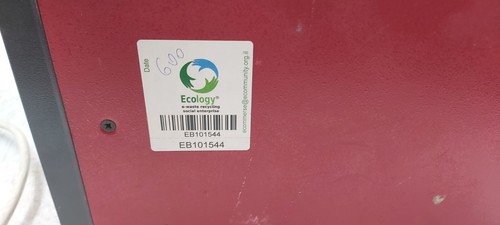 Date
600
Ecology®
e-waste recycling
social enterprise
EB101544
EB101544